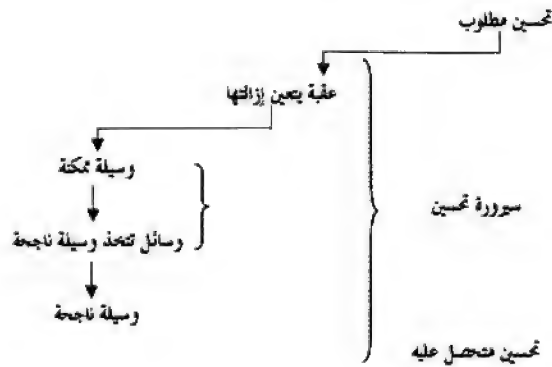 تحسين مطلوب
عقبة يتعين إزالتها
وسيلة ممكنة
سيرورة تحسين
وسائل تتخذ وسيلة ناجحة
وسيلة ناجحة
تحسين متحصل عليه